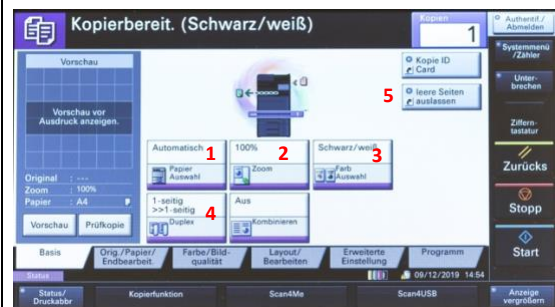 Kopierbereit. (Schwarz/weiß)
Kopien
1
Authentif./
Abmelden
Systemmenü
/Zähler
Unter-
brechen
Ziffern-
tastatur
Zurücks
Stopp
Start
Vorschau
Vorschau vor
Ausdruck anzeigen.
Original : ---
Zoom : 100%
Papier : A4
Vorschau
Prüfkopie
Kopie ID
Card
5
leere Seiten
auslassen
Automatisch
1
Papier
Auswahl
100%
2
Zoom
Schwarz/weiß
3
Farb
Auswahl
1-seitig
>>1-seitig
4
Duplex
Aus
Kombinieren
Basis
Orig./Papier/
Endbearbeit.
Farbe/Bild-
qualität
Layout/
Bearbeiten
Erweiterte
Einstellung
Programm
Status
09/12/2019 14:54
Status/
Druckabbr
Kopierfunktion
Scan4Me
Scan4USB
Anzeige
vergrößern